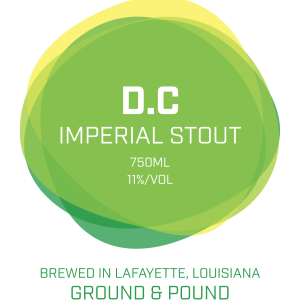 D.C
IMPERIAL STOUT
750ML
11%/VOL
BREWED IN LAFAYETTE, LOUISIANA
GROUND & POUND